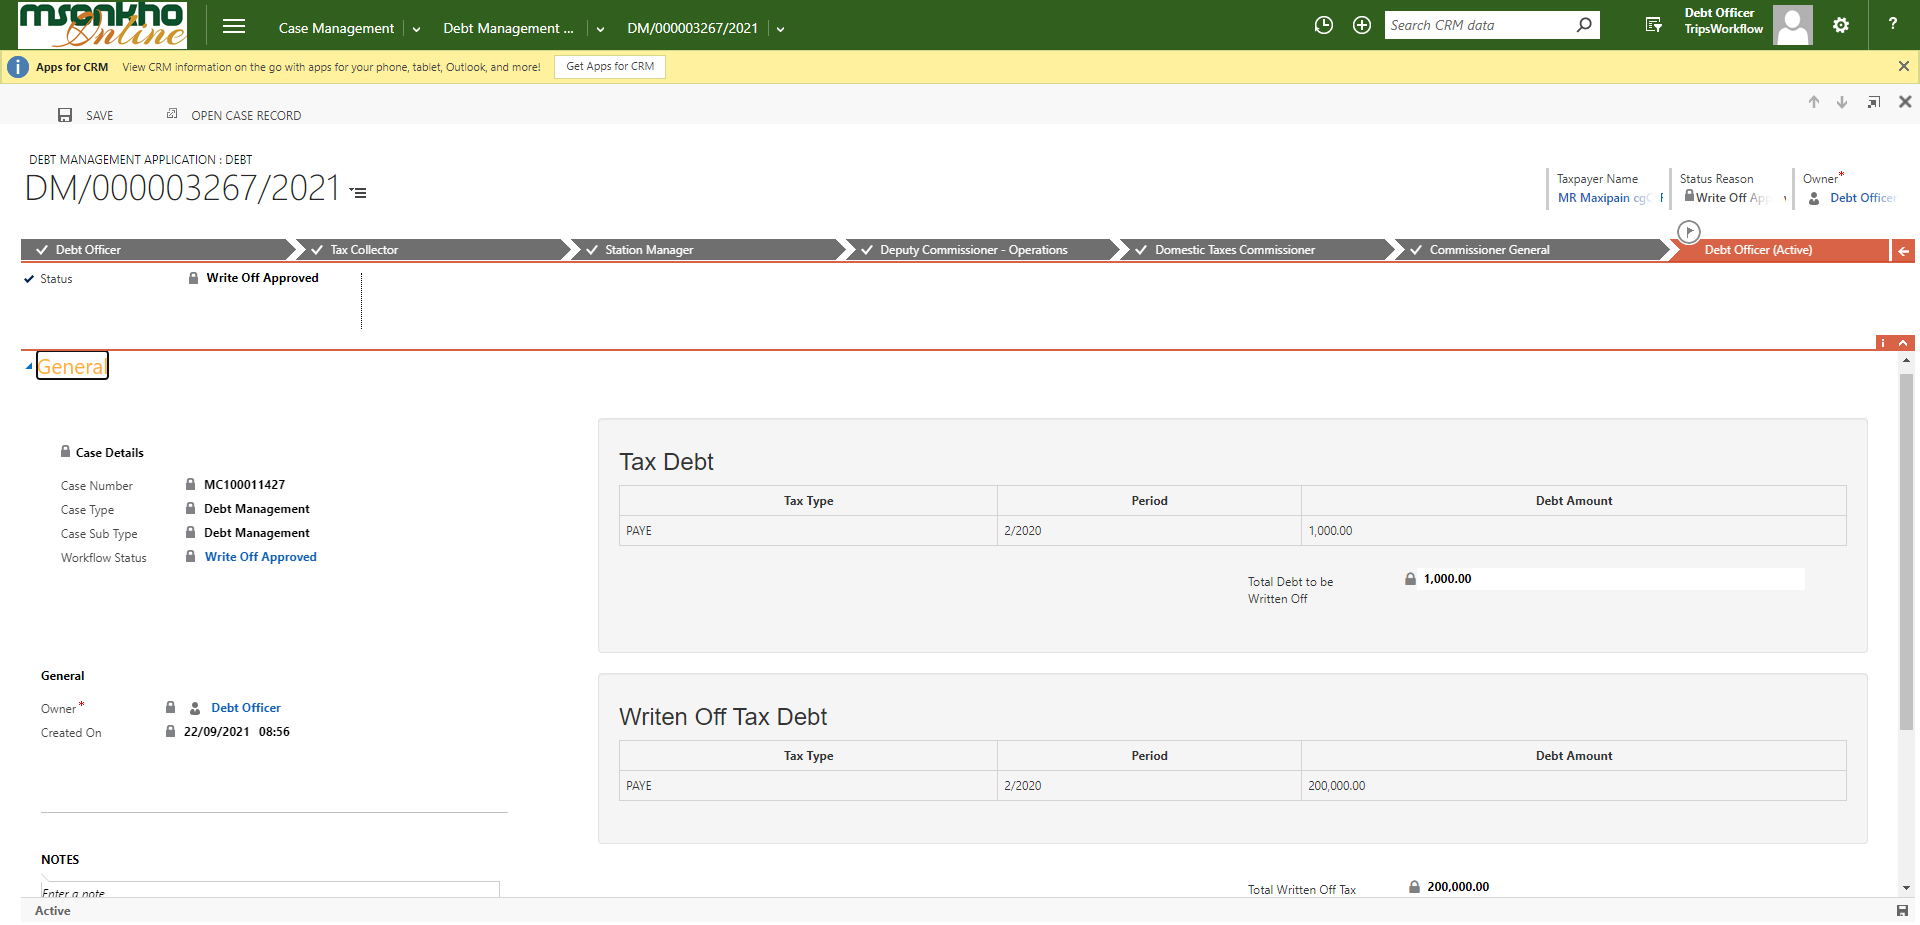 msonkho Online
Case Management
Debt Management ...
DM/000003267/2021
Search CRM data
Debt Officer
TripsWorkflow
?
Apps for CRM View CRM information on the go with apps for your phone, tablet, Outlook, and more! Get Apps for CRM
SAVE
OPEN CASE RECORD
DEBT MANAGEMENT APPLICATION : DEBT
DM/000003267/2021
Taxpayer Name
MR Maxipain
Status Reason
Write Off
Owner*
Debt Officer
Debt Officer
Tax Collector
Station Manager
Deputy Commissioner - Operations
Domestic Taxes Commissioner
Commissioner General
Debt Officer (Active)
Status Write Off Approved
General
Case Details
Case Number MC100011427
Case Type Debt Management
Case Sub Type Debt Management
Workflow Status Write Off Approved
Tax Debt
Tax Type Period Debt Amount
PAYE 2/2020 1,000.00
Total Debt to be Written Off 1,000.00
General
Owner* Debt Officer
Created On 22/09/2021 08:56
Writen Off Tax Debt
Tax Type Period Debt Amount
PAYE 2/2020 200,000.00
NOTES
Enter a note
Total Written Off Tax 200,000.00
Active